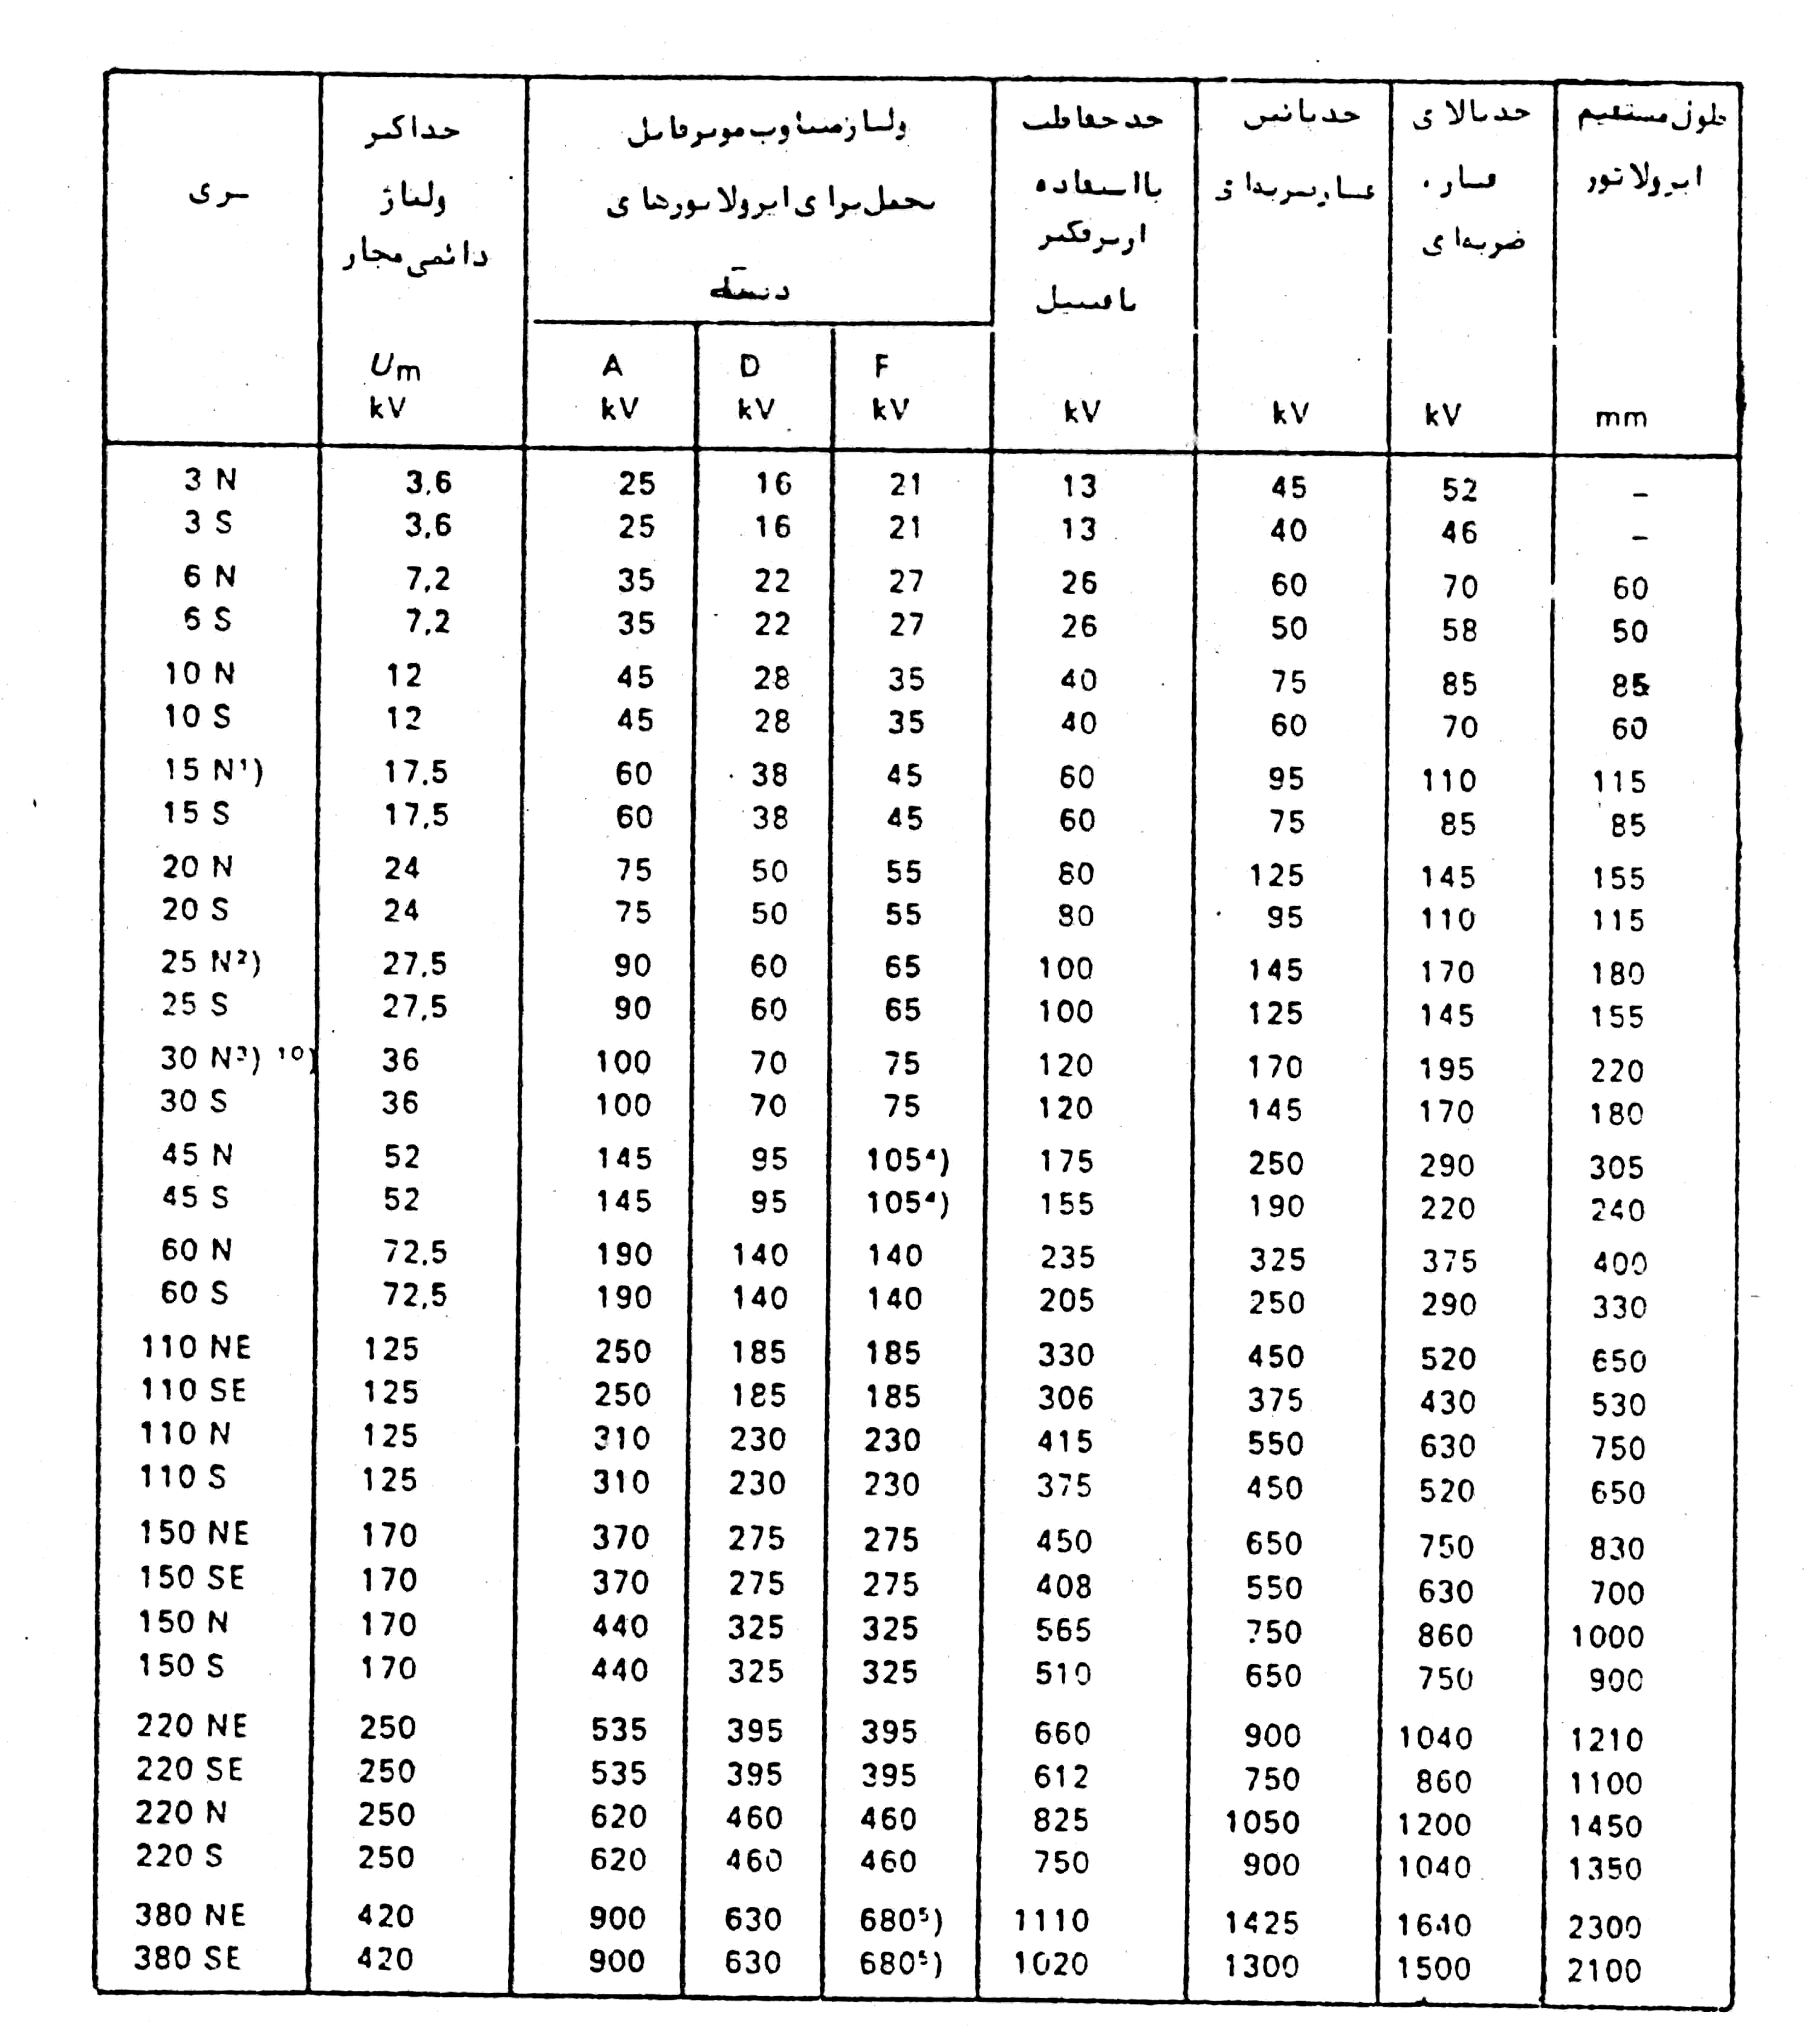 سری
حداکثر
ولتاژ
دائمی مجاز
ولتاژ متناوب موثر قابل
تحمل برای ایزولاتورهای
دسته
حد حفاظت
با استفاده
از برقگیر
با فسیل
حد پائین
فشار ضربه ای
حد بالای
فشار
ضربه ای
طول مستقیم
ایزولاتور
Um A D F
kV kV kV kV kV kV kV mm
3 N 3,6 25 16 21 13 45 52 –
3 S 3,6 25 16 21 13 40 46 –
6 N 7,2 35 22 27 26 60 70 60
6 S 7,2 35 22 27 26 50 58 50
10 N 12 45 28 35 40 75 85 85
10 S 12 45 28 35 40 60 70 60
15 N¹) 17,5 60 38 45 60 95 110 115
15 S 17,5 60 38 45 60 75 85 85
20 N 24 75 50 55 80 125 145 155
20 S 24 75 50 55 80 95 110 115
25 N²) 27,5 90 60 65 100 145 170 180
25 S 27,5 90 60 65 100 125 145 155
30 N³) ¹⁰) 36 100 70 75 120 170 195 220
30 S 36 100 70 75 120 145 170 180
45 N 52 145 95 105⁴) 175 250 290 305
45 S 52 145 95 105⁴) 155 190 220 240
60 N 72,5 190 140 140 235 325 375 400
60 S 72,5 190 140 140 205 250 290 330
110 NE 125 250 185 185 330 450 520 650
110 SE 125 250 185 185 306 375 430 530
110 N 125 310 230 230 415 550 630 750
110 S 125 310 230 230 375 450 520 650
150 NE 170 370 275 275 450 650 750 830
150 SE 170 370 275 275 408 550 630 700
150 N 170 440 325 325 565 750 860 1000
150 S 170 440 325 325 510 650 750 900
220 NE 250 535 395 395 660 900 1040 1210
220 SE 250 535 395 395 612 750 860 1100
220 N 250 620 460 460 825 1050 1200 1450
220 S 250 620 460 460 750 900 1040 1350
380 NE 420 900 630 680⁵) 1110 1425 1640 2300
380 SE 420 900 630 680⁵) 1020 1300 1500 2100